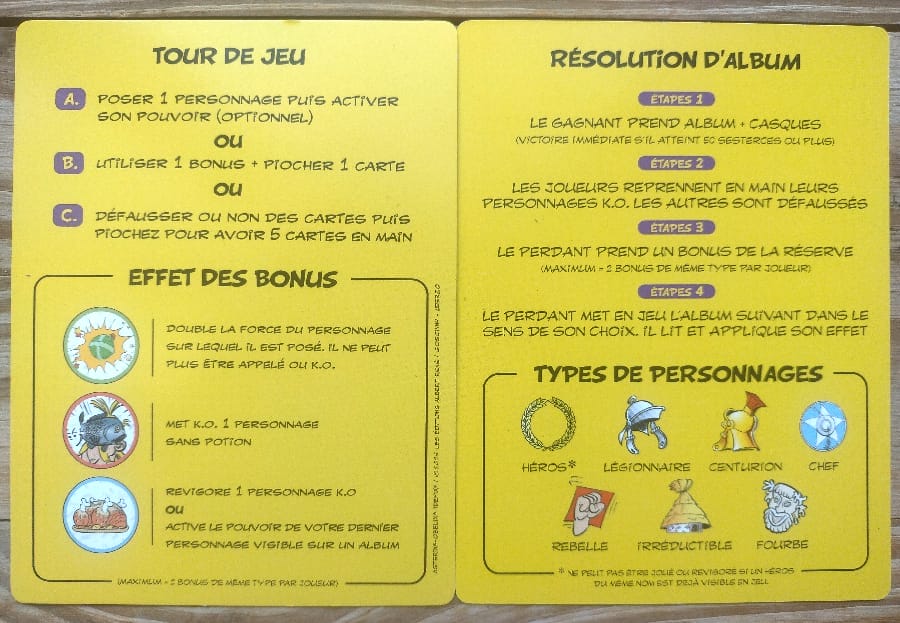 TOUR DE JEU
A. POSER 1 PERSONNAGE PUIS ACTIVER
SON POUVOIR (OPTIONNEL)
OU
B. UTILISER 1 BONUS + PIOCHER 1 CARTE
OU
C. DÉFAUSSER OU NON DES CARTES PUIS
PIOCHEZ POUR AVOIR 5 CARTES EN MAIN
EFFET DES BONUS
DOUBLE LA FORCE DU PERSONNAGE
SUR LEQUEL IL EST POSÉ. IL NE PEUT
PLUS ÊTRE APPELÉ OU K.O.
MET K.O. 1 PERSONNAGE
SANS POTION
REVIGORE 1 PERSONNAGE K.O
OU
ACTIVE LE POUVOIR DE VOTRE DERNIER
PERSONNAGE VISIBLE SUR UN ALBUM
(MAXIMUM = 2 BONUS DE MÊME TYPE PAR JOUEUR)
LES ÉDITIONS ALBERT RENÉ
RÉSOLUTION D'ALBUM
ÉTAPES 1
LE GAGNANT PREND ALBUM + CASQUES
(VICTOIRE IMMÉDIATE S'IL ATTEINT 50 SESTERCES OU PLUS)
ÉTAPES 2
LES JOUEURS REPRENNENT EN MAIN LEURS
PERSONNAGES K.O. LES AUTRES SONT DÉFAUSSÉS
ÉTAPES 3
LE PERDANT PREND UN BONUS DE LA RÉSERVE
(MAXIMUM = 2 BONUS DE MÊME TYPE PAR JOUEUR)
ÉTAPES 4
LE PERDANT MET EN JEU L'ALBUM SUIVANT DANS LE
SENS DE SON CHOIX. IL LIT ET APPLIQUE SON EFFET
TYPES DE PERSONNAGES
HÉROS* LÉGIONNAIRE CENTURION CHEF
REBELLE IRRÉDUCTIBLE FOURBE
* NE PEUT PAS ÊTRE JOUÉ OU REVIGORÉ SI UN HÉROS
DU MÊME NOM EST DÉJÀ VISIBLE EN JEU